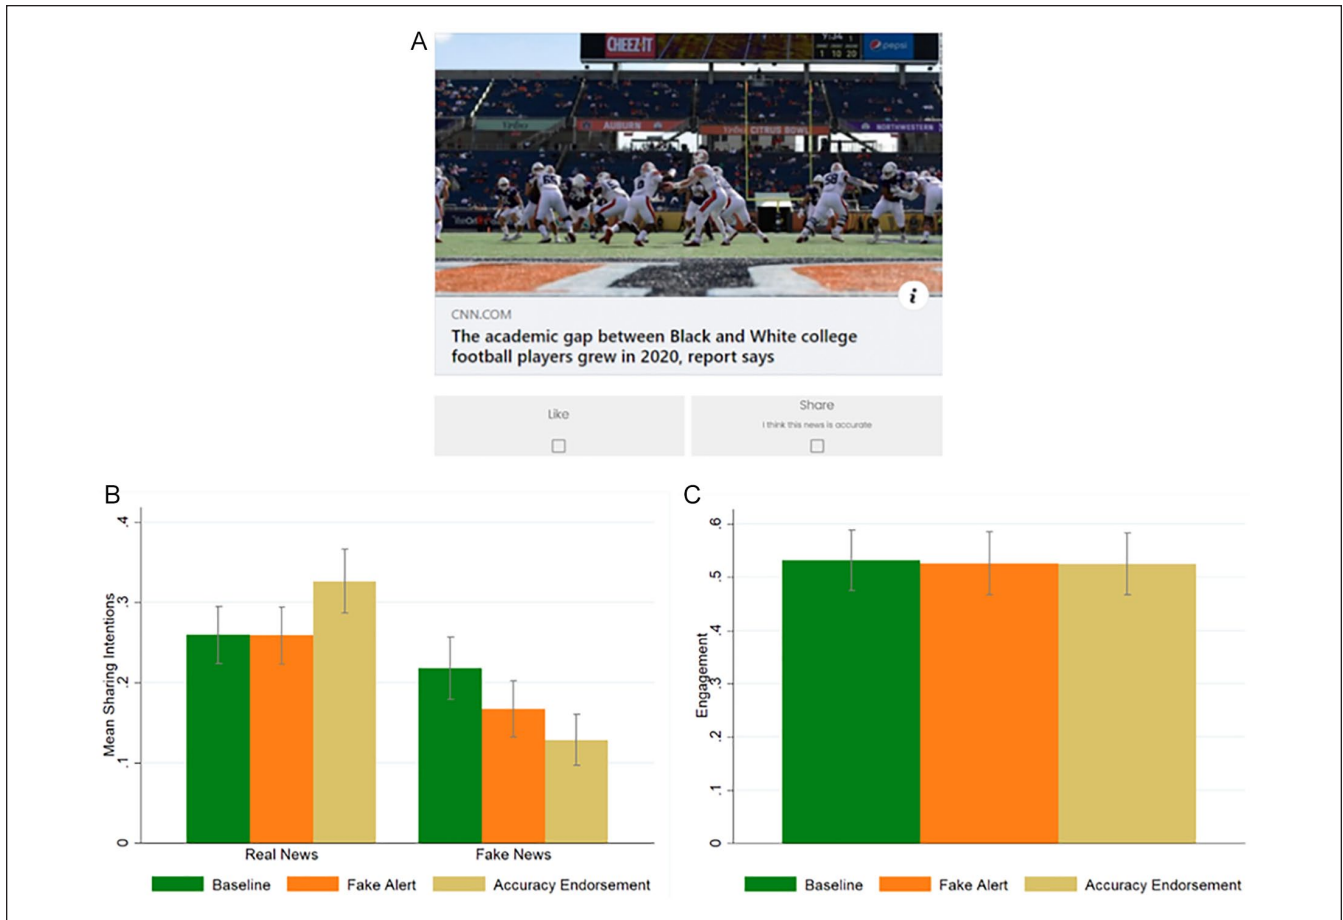 A
CHEEZ-IT
1 10 20
pepsi
AUBURN
CITRUS BOWL
NORTHWESTERN
i
CNN.COM
The academic gap between Black and White college
football players grew in 2020, report says
Like
Share
I think this news is accurate
B
C
Mean Sharing Intentions
.4
.3
.2
.1
0
Real News
Fake News
Baseline
Fake Alert
Accuracy Endorsement
Engagement
.6
.5
.4
.3
.2
.1
0
Baseline
Fake Alert
Accuracy Endorsement